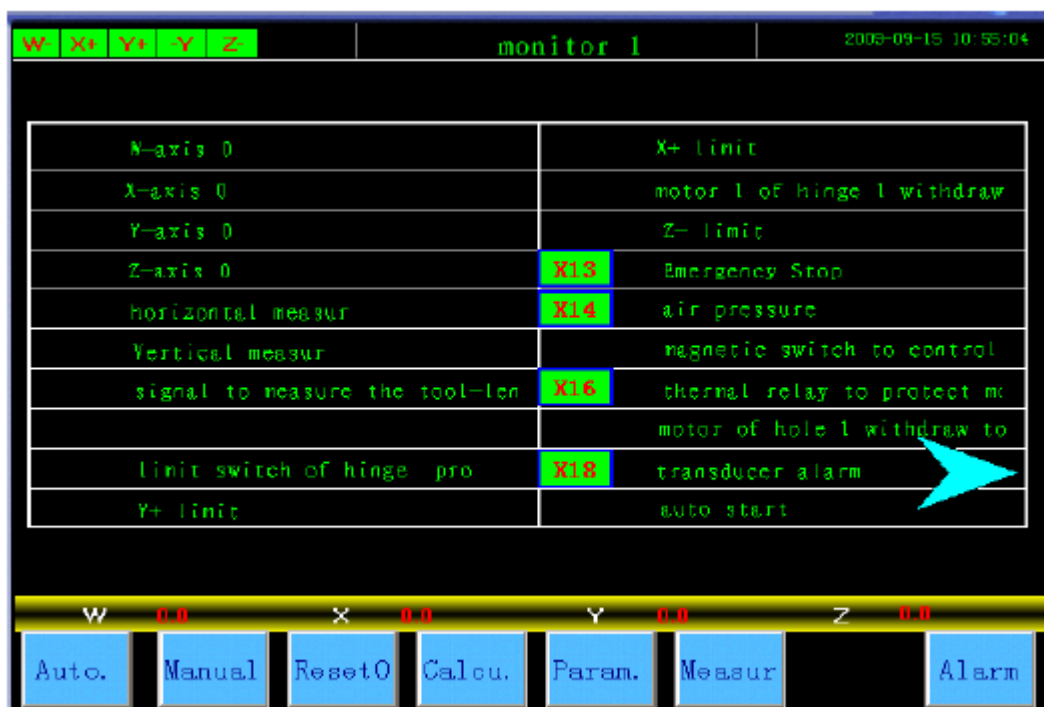 W- X+ Y+ -Y Z- monitor 1 2009-09-15 10:55:04
W-axis 0 X+ limit
X-axis 0 motor 1 of hinge 1 withdraw
Y-axis 0 Z- limit
Z-axis 0 X13 Emergency Stop
horizontal measur X14 air pressure
Vertical measur magnetic switch to control
signal to measure the tool-len X16 thermal relay to protect mo
motor of hole 1 withdraw to
limit switch of hinge pro X18 transducer alarm
Y+ limit auto start
W 0.0 X 0.0 Y 0.0 Z 0.0
Auto. Manual Reset0 Calcu. Param. Measur Alarm